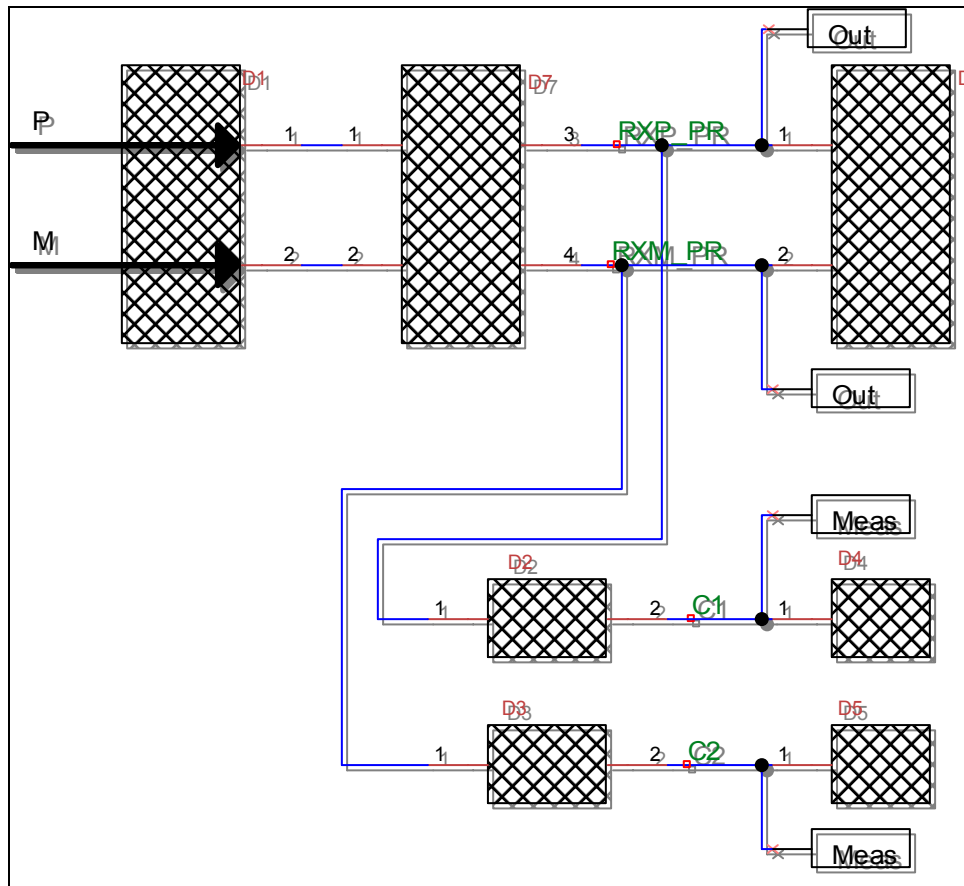 Out
D1
D7
D
P
1 1 3 RXP_PR 1
M
2 2 4 RXM_PR 2
Out
Meas
D2
D4
1 2 C1 1
D3
D5
1 2 C2 1
Meas